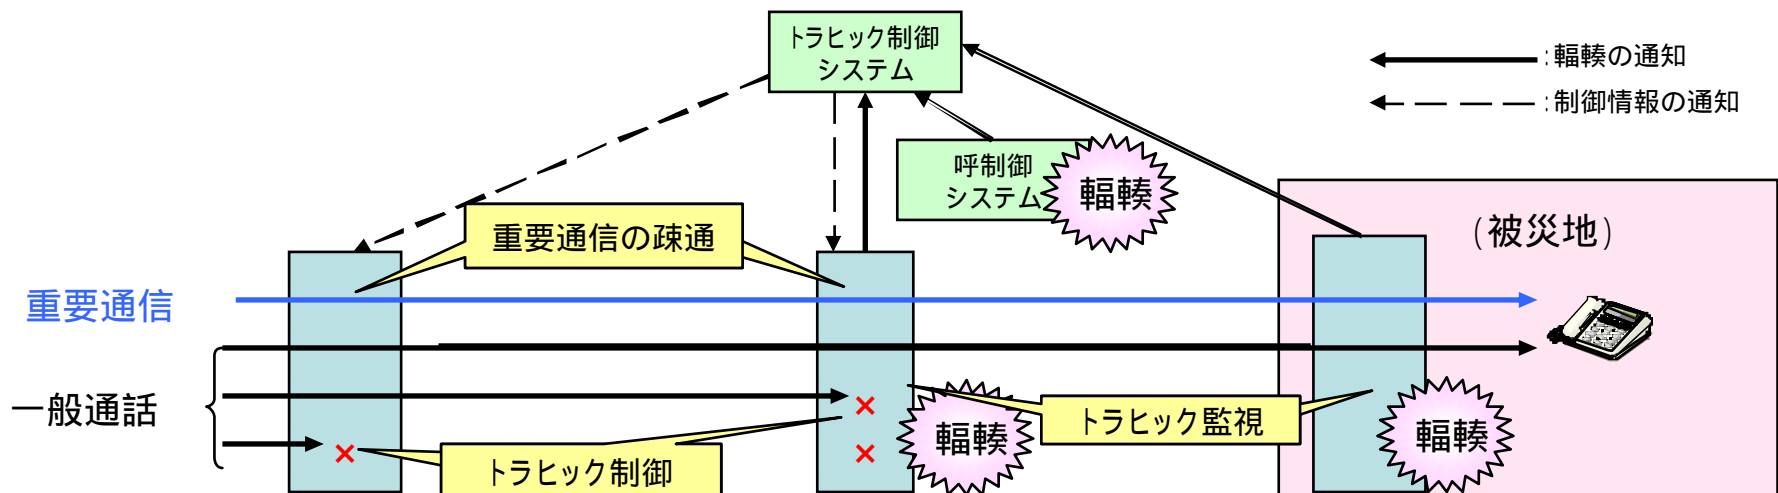 トラヒック制御
システム
:輻輳の通知
:制御情報の通知
呼制御
システム
輻輳
(被災地)
重要通信の疎通
重要通信
一般通話
トラヒック監視
輻輳
輻輳
トラヒック制御